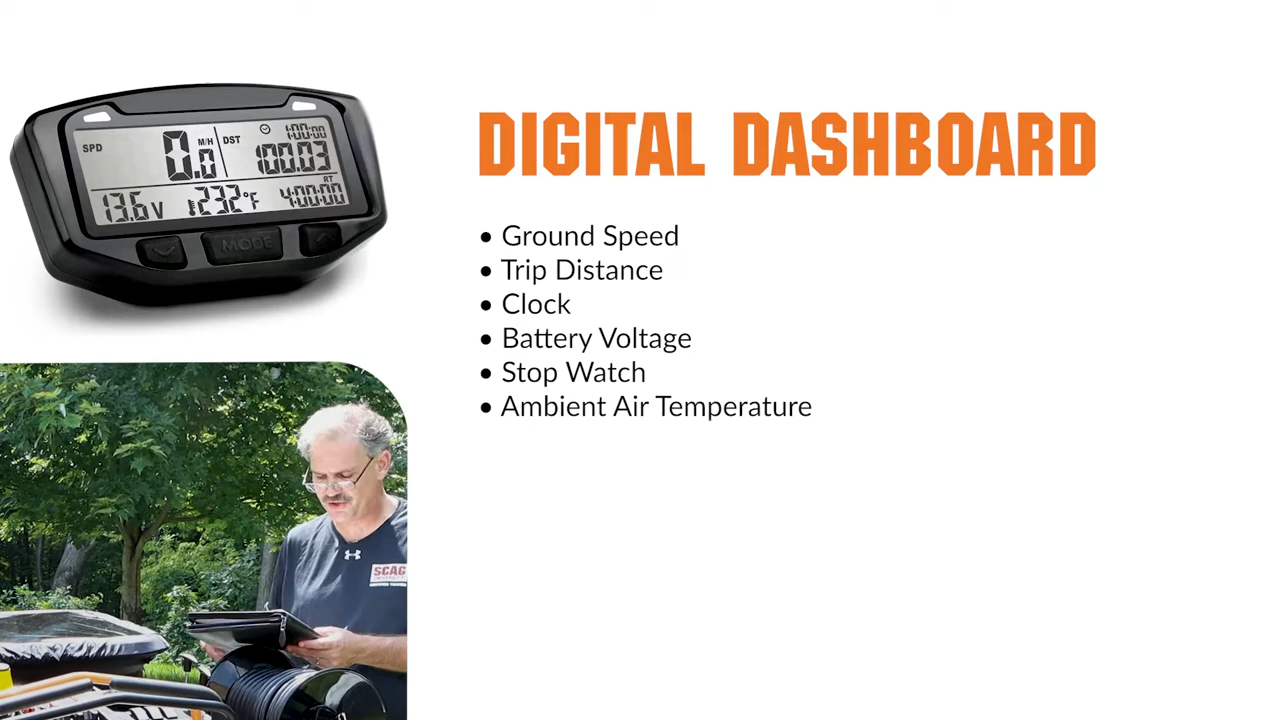 DIGITAL DASHBOARD
• Ground Speed
• Trip Distance
• Clock
• Battery Voltage
• Stop Watch
• Ambient Air Temperature
SPD 0.0 M/H DST 1:00:00
100.03
13.6V 232°F RT 4:00:00
MODE
SCAG